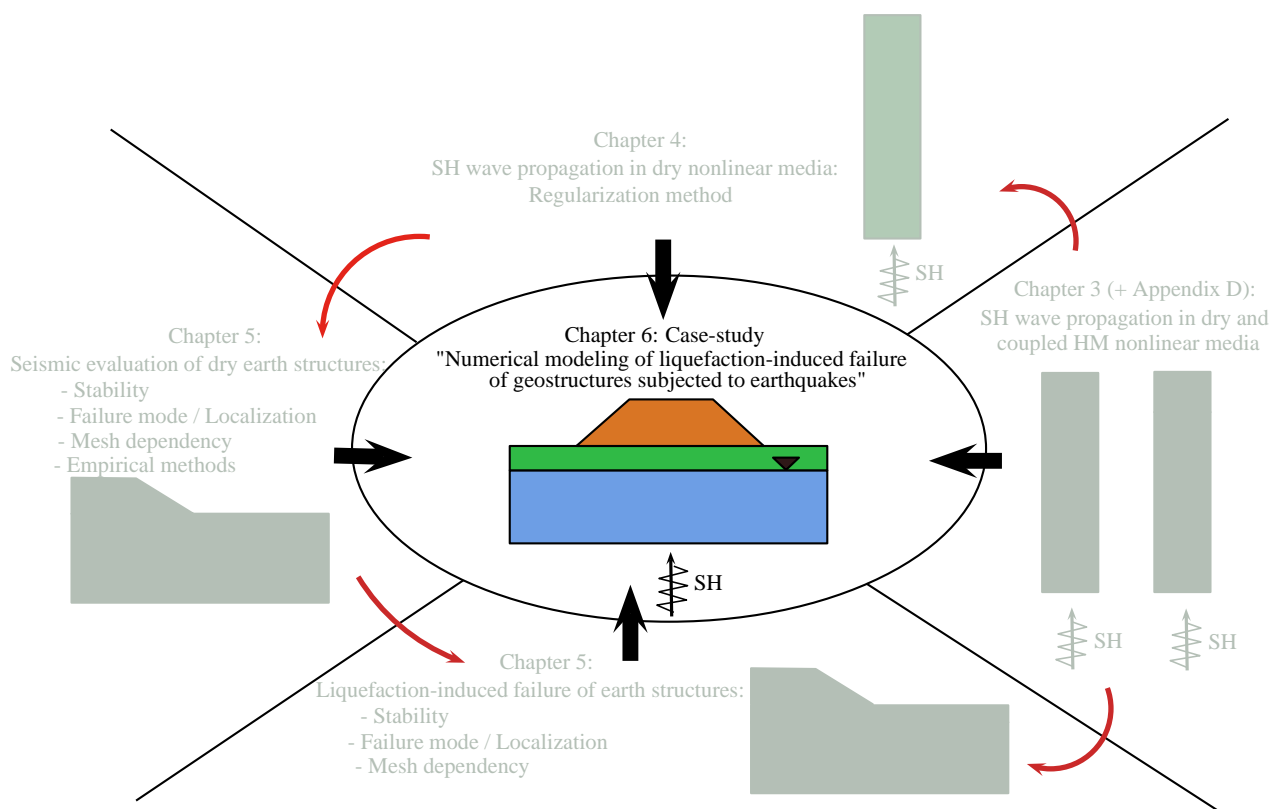 Chapter 4:
SH wave propagation in dry nonlinear media:
Regularization method
SH
Chapter 3 (+ Appendix D):
SH wave propagation in dry and
coupled HM nonlinear media
SH
SH
Chapter 5:
Seismic evaluation of dry earth structures:
- Stability
- Failure mode / Localization
- Mesh dependency
- Empirical methods
Chapter 6: Case-study
"Numerical modeling of liquefaction-induced failure
of geostructures subjected to earthquakes"
SH
Chapter 5:
Liquefaction-induced failure of earth structures:
- Stability
- Failure mode / Localization
- Mesh dependency